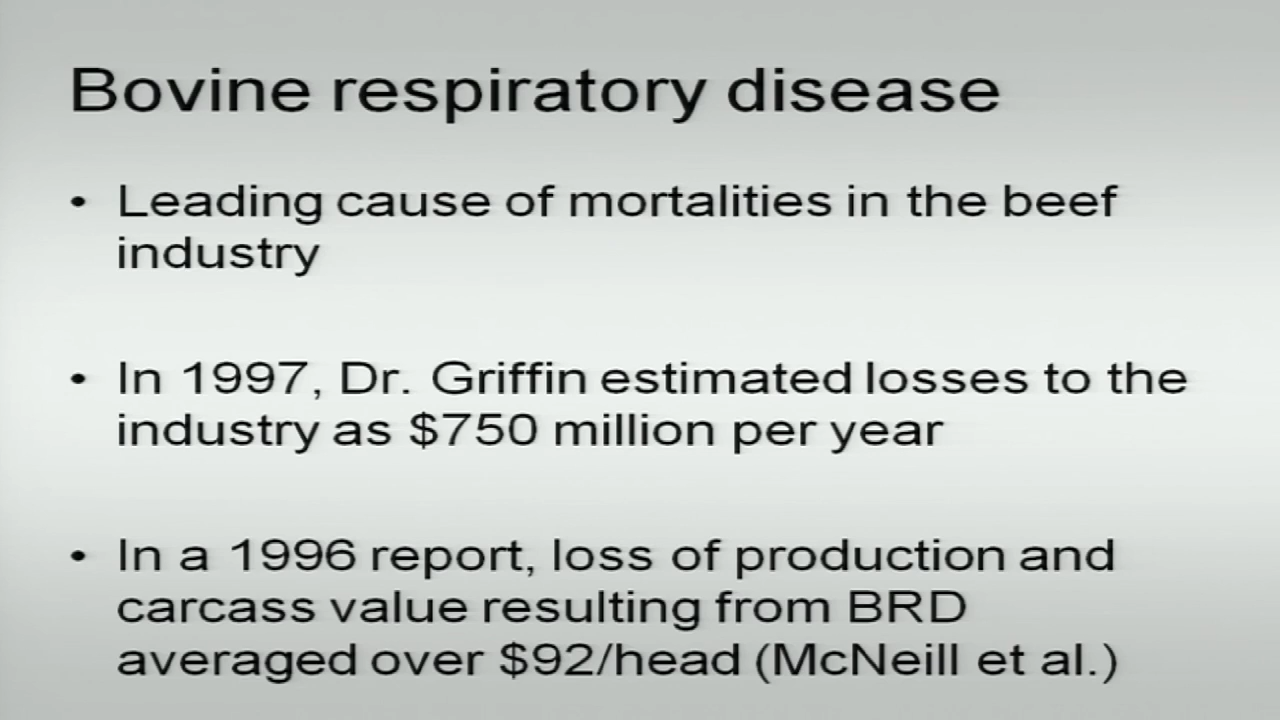 Bovine respiratory disease
• Leading cause of mortalities in the beef
industry
• In 1997, Dr. Griffin estimated losses to the
industry as $750 million per year
• In a 1996 report, loss of production and
carcass value resulting from BRD
averaged over $92/head (McNeill et al.)